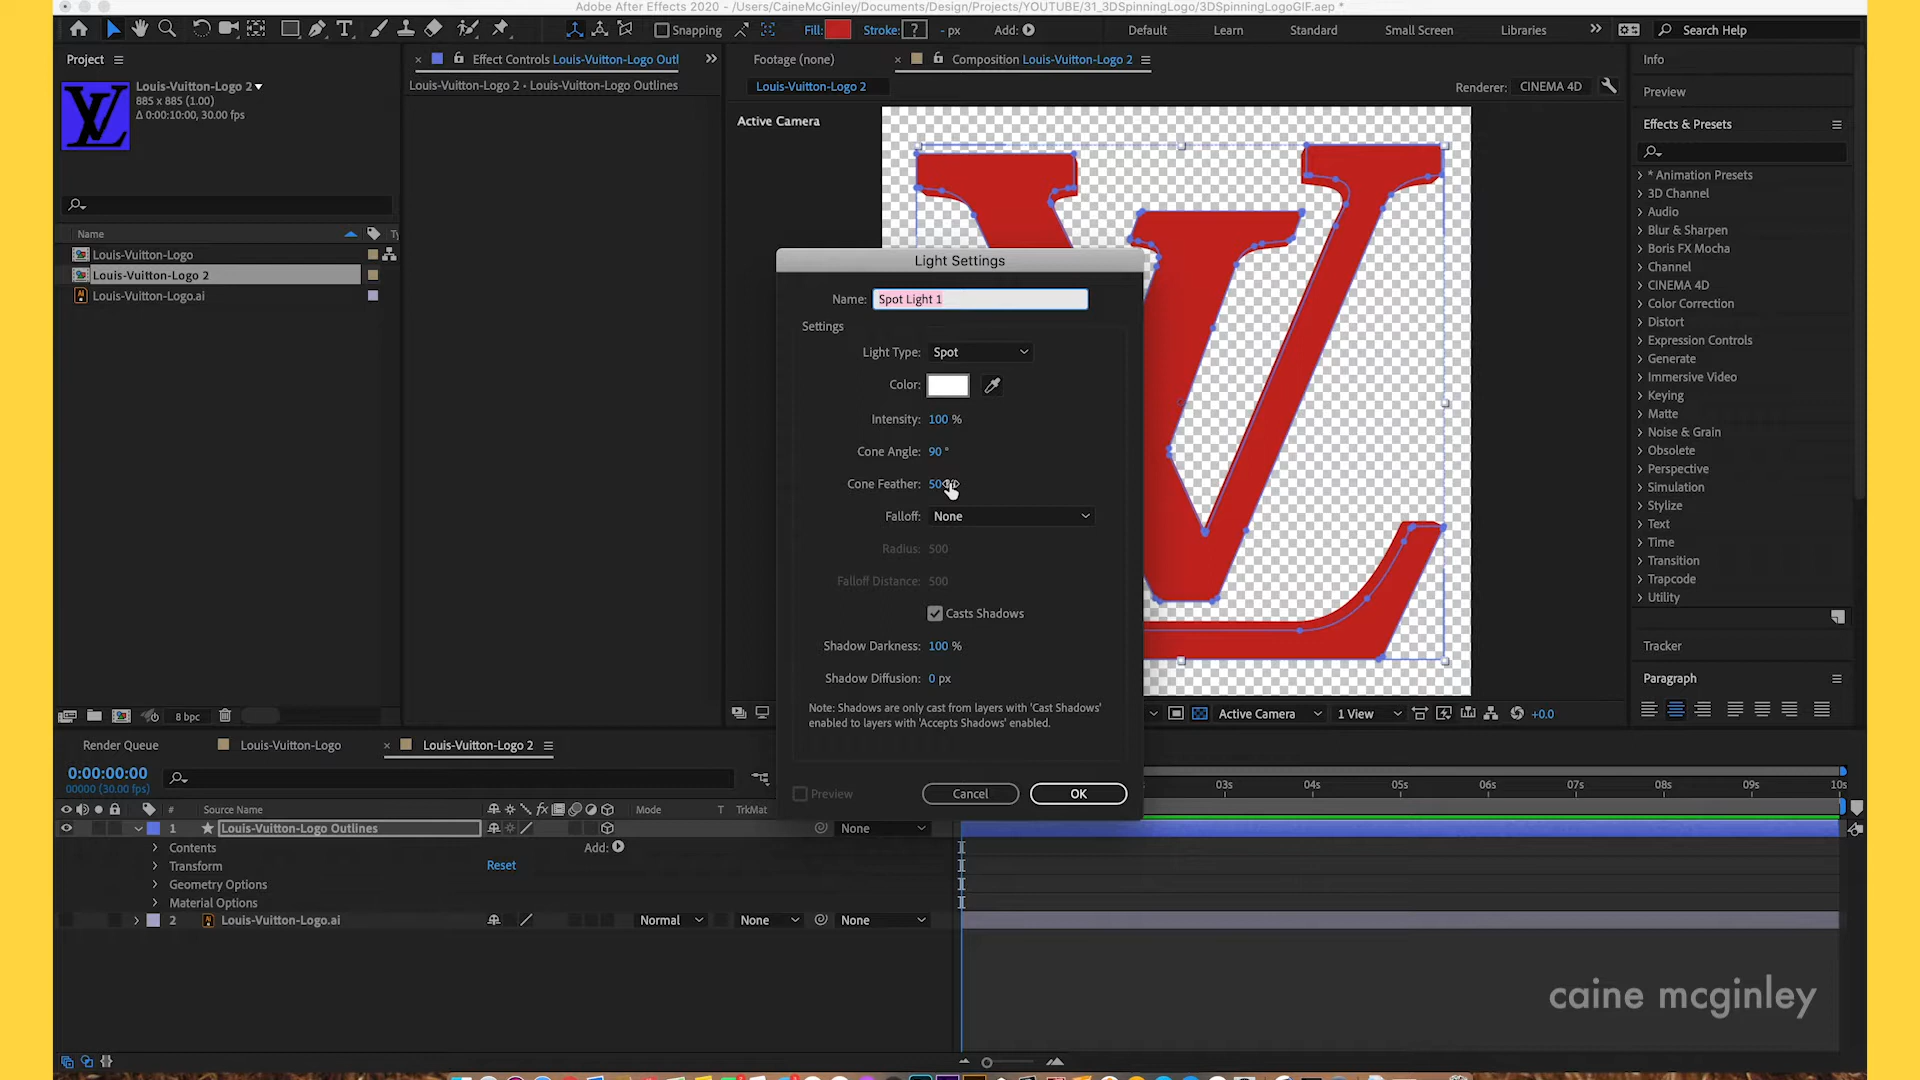 Adobe After Effects 2020 - /Users/CaineMcGinley/Documents/Design/Projects/YOUTUBE/31_3DSpinningLogo/3DSpinningLogoGIF.aep *
Snapping
Fill:
Stroke: ? - px
Add:
Default
Learn
Standard
Small Screen
Libraries
Search Help
Project
Louis-Vuitton-Logo 2
885 x 885 (1.00)
Δ 0:00:10:00, 30.00 fps
Name
Ty
Louis-Vuitton-Logo
Louis-Vuitton-Logo 2
Louis-Vuitton-Logo.ai
8 bpc
Effect Controls Louis-Vuitton-Logo Outl
Louis-Vuitton-Logo 2 • Louis-Vuitton-Logo Outlines
Footage (none)
Composition Louis-Vuitton-Logo 2
Louis-Vuitton-Logo 2
Renderer: CINEMA 4D
Active Camera
Light Settings
Name: Spot Light 1
Settings
Light Type: Spot
Color:
Intensity: 100 %
Cone Angle: 90 °
Cone Feather: 50
Falloff: None
Radius: 500
Falloff Distance: 500
Casts Shadows
Shadow Darkness: 100 %
Shadow Diffusion: 0 px
Note: Shadows are only cast from layers with 'Cast Shadows'
enabled to layers with 'Accepts Shadows' enabled.
Preview
Cancel
OK
Active Camera
1 View
+0.0
Info
Preview
Effects & Presets
* Animation Presets
3D Channel
Audio
Blur & Sharpen
Boris FX Mocha
Channel
CINEMA 4D
Color Correction
Distort
Expression Controls
Generate
Immersive Video
Keying
Matte
Noise & Grain
Obsolete
Perspective
Simulation
Stylize
Text
Time
Transition
Trapcode
Utility
Tracker
Paragraph
Render Queue
Louis-Vuitton-Logo
Louis-Vuitton-Logo 2
0:00:00:00
00000 (30.00 fps)
03s
04s
05s
06s
07s
08s
09s
10s
# Source Name
fx
Mode
T TrkMat
1 Louis-Vuitton-Logo Outlines
None
Contents
Add:
Transform
Reset
Geometry Options
Material Options
2 Louis-Vuitton-Logo.ai
Normal
None
None
caine mcginley